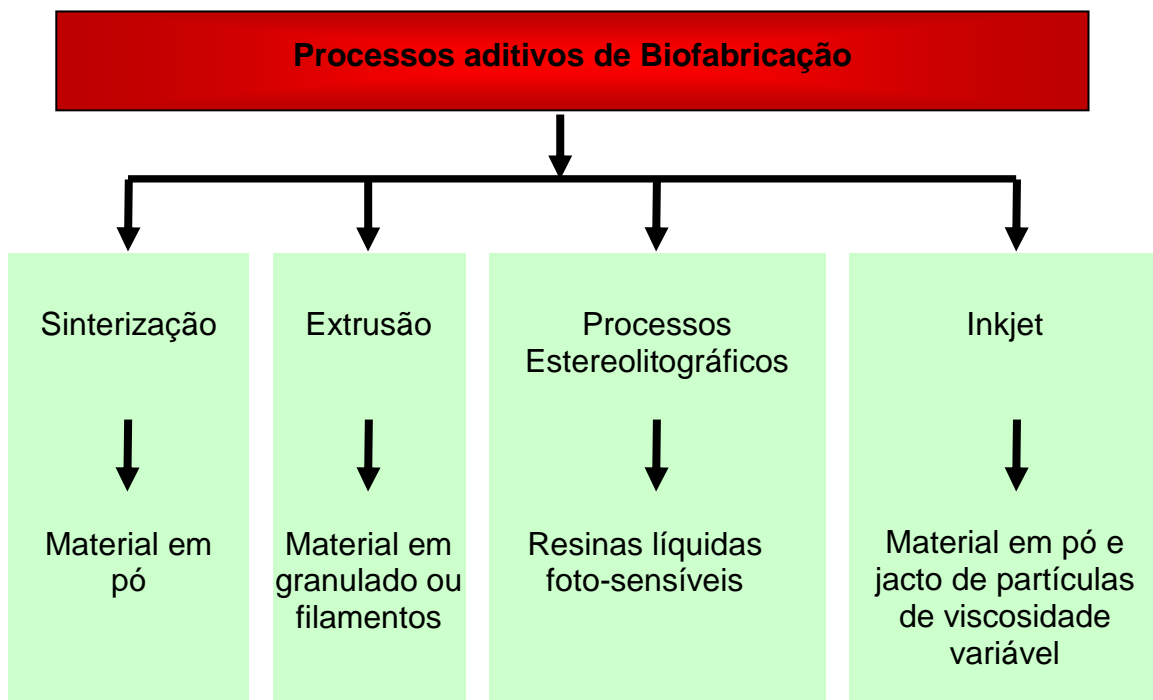 Processos aditivos de Biofabricação
Sinterização
Material em
pó
Extrusão
Material em
granulado ou
filamentos
Processos
Estereolitográficos
Resinas líquidas
foto-sensíveis
Inkjet
Material em pó e
jacto de partículas
de viscosidade
variável